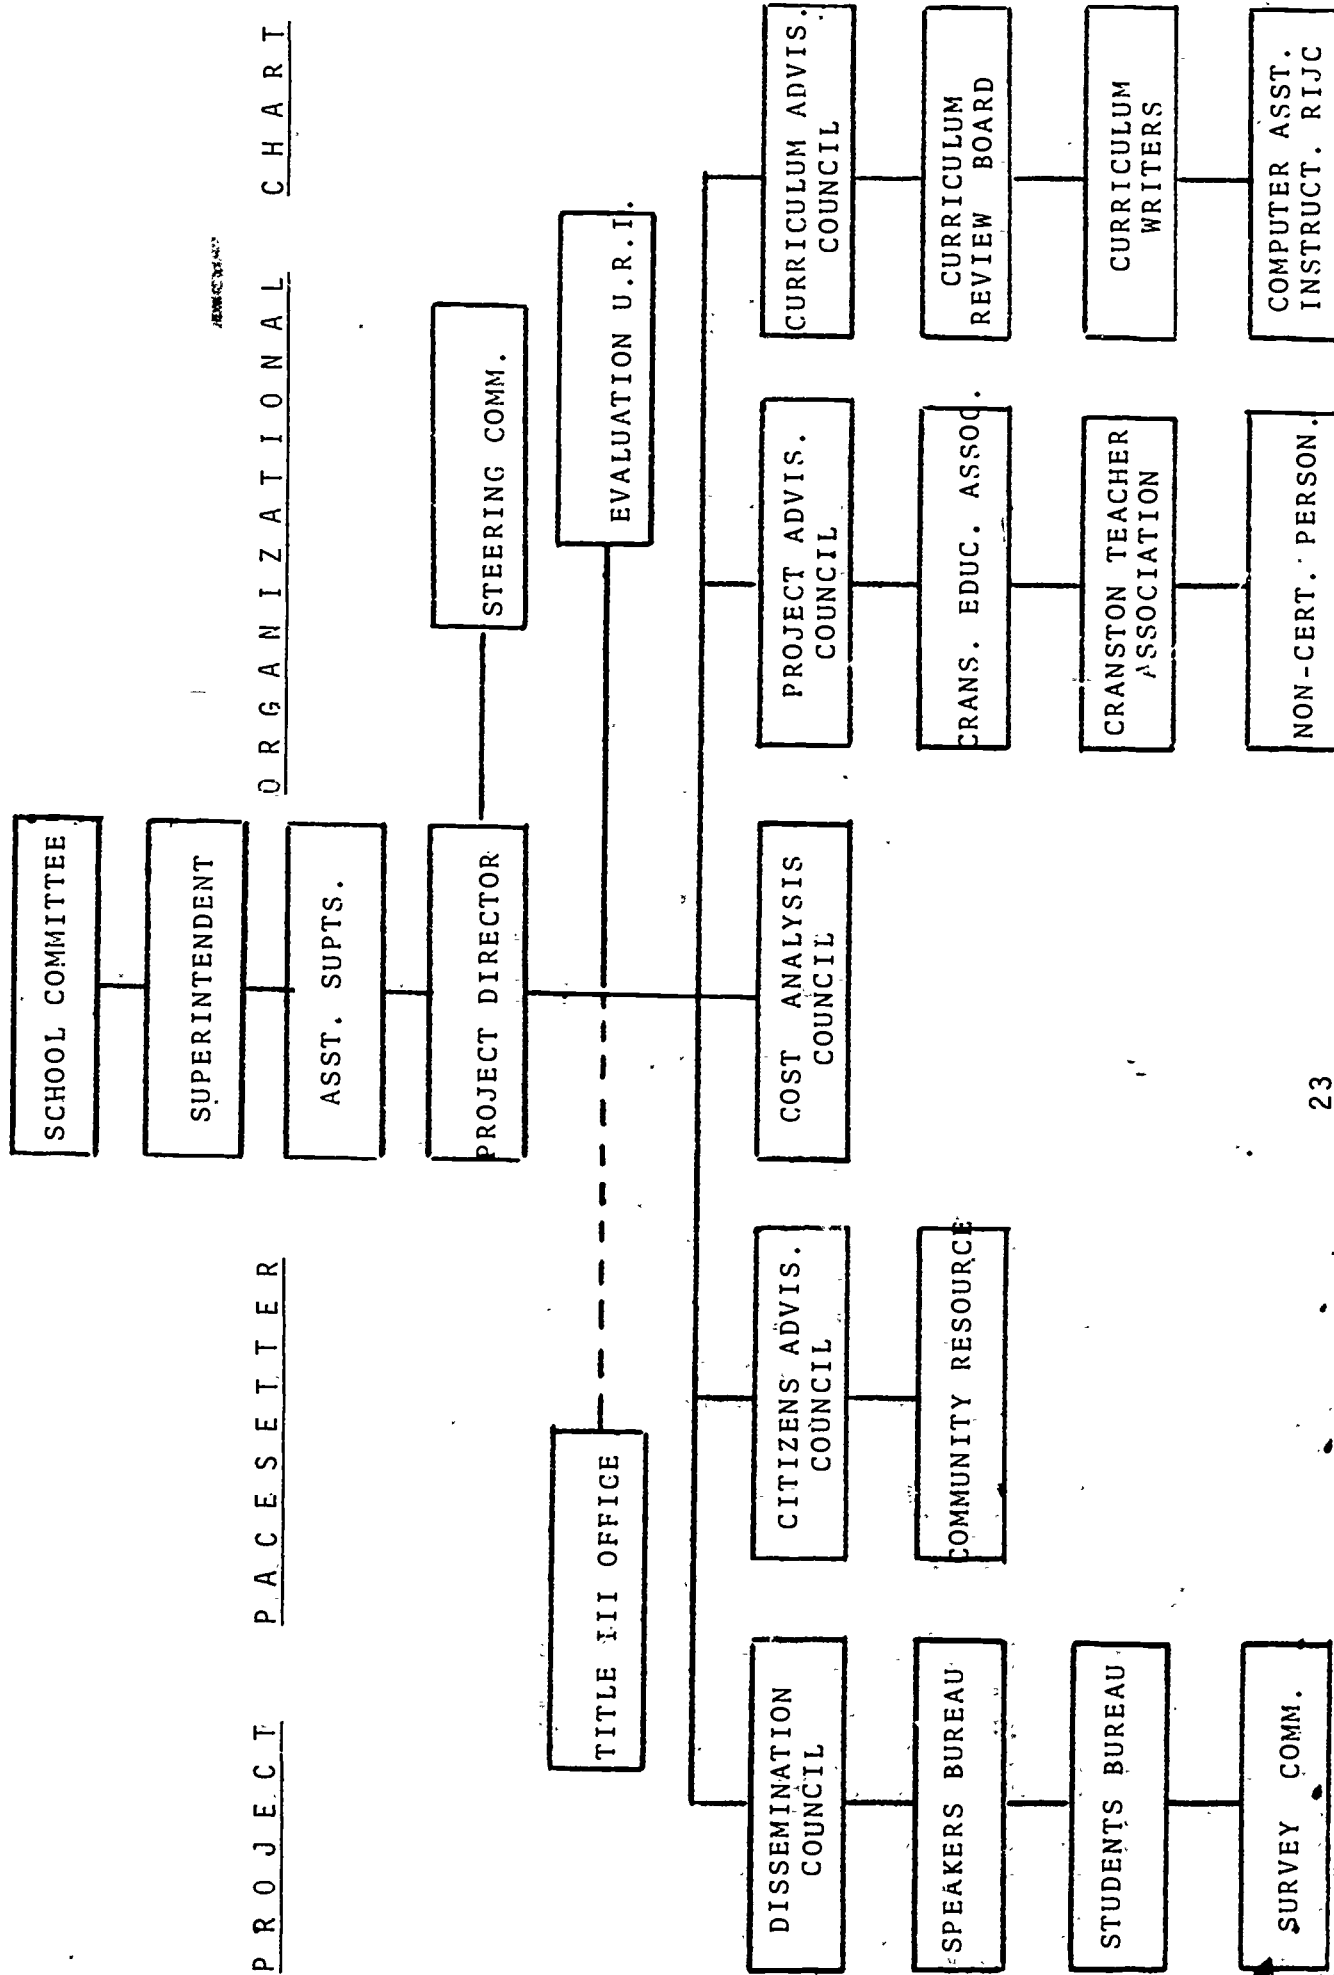 PROJECT PACESETTER ORGANIZATIONAL CHART
SCHOOL COMMITTEE
SUPERINTENDENT
ASST. SUPTS.
PROJECT DIRECTOR
STEERING COMM.
TITLE III OFFICE
EVALUATION U.R.I.
DISSEMINATION
COUNCIL
CITIZENS ADVIS.
COUNCIL
COST ANALYSIS
COUNCIL
PROJECT ADVIS.
COUNCIL
CURRICULUM ADVIS.
COUNCIL
SPEAKERS BUREAU
COMMUNITY RESOURCE
CRANS. EDUC. ASSOC.
CURRICULUM
REVIEW BOARD
STUDENTS BUREAU
CRANSTON TEACHER
ASSOCIATION
CURRICULUM
WRITERS
SURVEY COMM.
NON-CERT. PERSON.
COMPUTER ASST.
INSTRUCT. RIJC
23